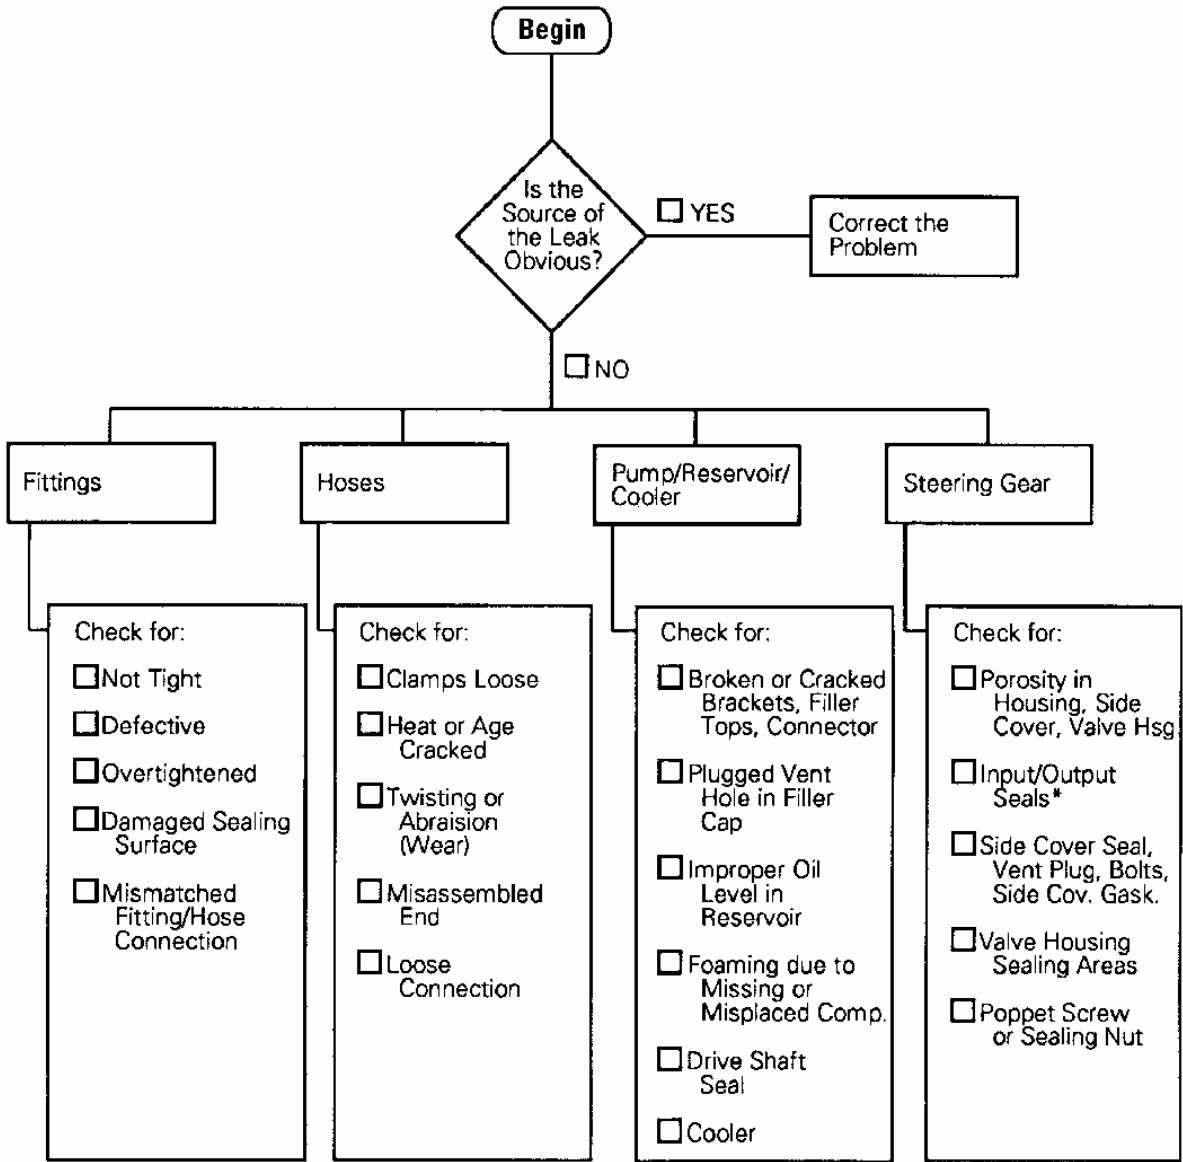 Begin
Is the
Source of
the Leak
Obvious?
YES
Correct the
Problem
NO
Fittings
Hoses
Pump/Reservoir/
Cooler
Steering Gear
Check for:
Not Tight
Defective
Overtightened
Damaged Sealing
Surface
Mismatched
Fitting/Hose
Connection
Check for:
Clamps Loose
Heat or Age
Cracked
Twisting or
Abraision
(Wear)
Misassembled
End
Loose
Connection
Check for:
Broken or Cracked
Brackets, Filler
Tops, Connector
Plugged Vent
Hole in Filler
Cap
Improper Oil
Level in
Reservoir
Foaming due to
Missing or
Misplaced Comp.
Drive Shaft
Seal
Cooler
Check for:
Porosity in
Housing, Side
Cover, Valve Hsg
Input/Output
Seals*
Side Cover Seal,
Vent Plug, Bolts,
Side Cov. Gask.
Valve Housing
Sealing Areas
Poppet Screw
or Sealing Nut